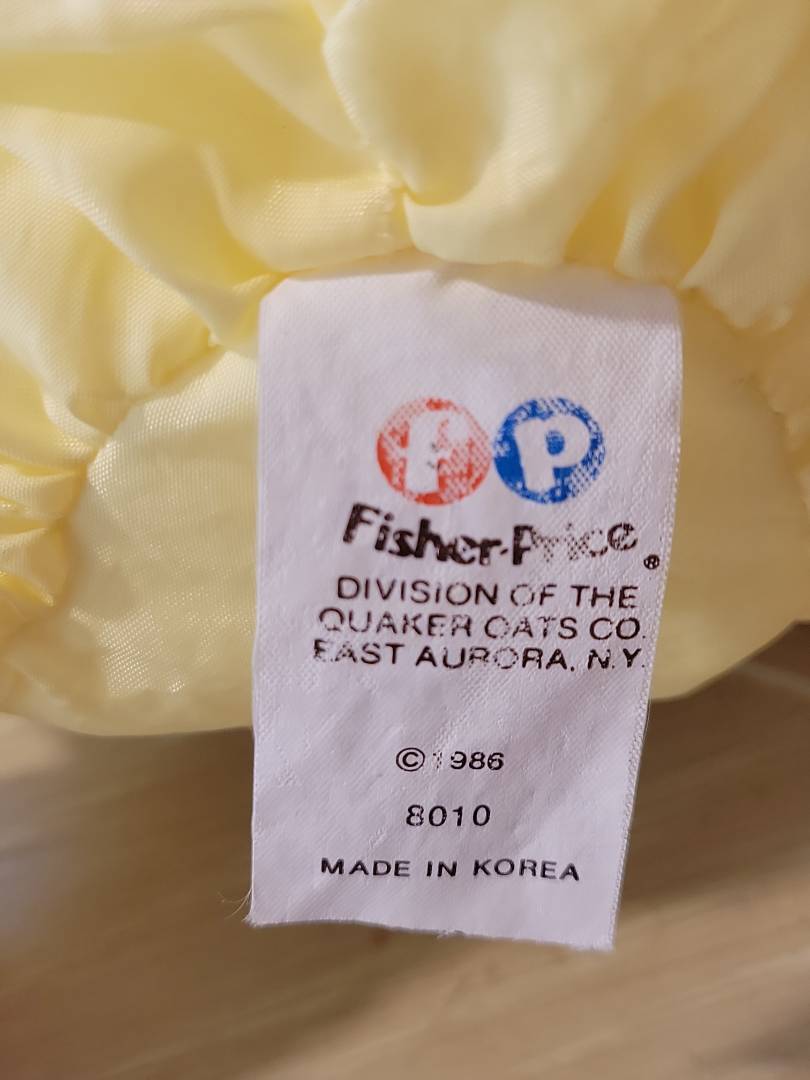 fp
Fisher-Price®
DIVISION OF THE
QUAKER OATS CO.
EAST AURORA, N.Y.
© 1986
8010
MADE IN KOREA